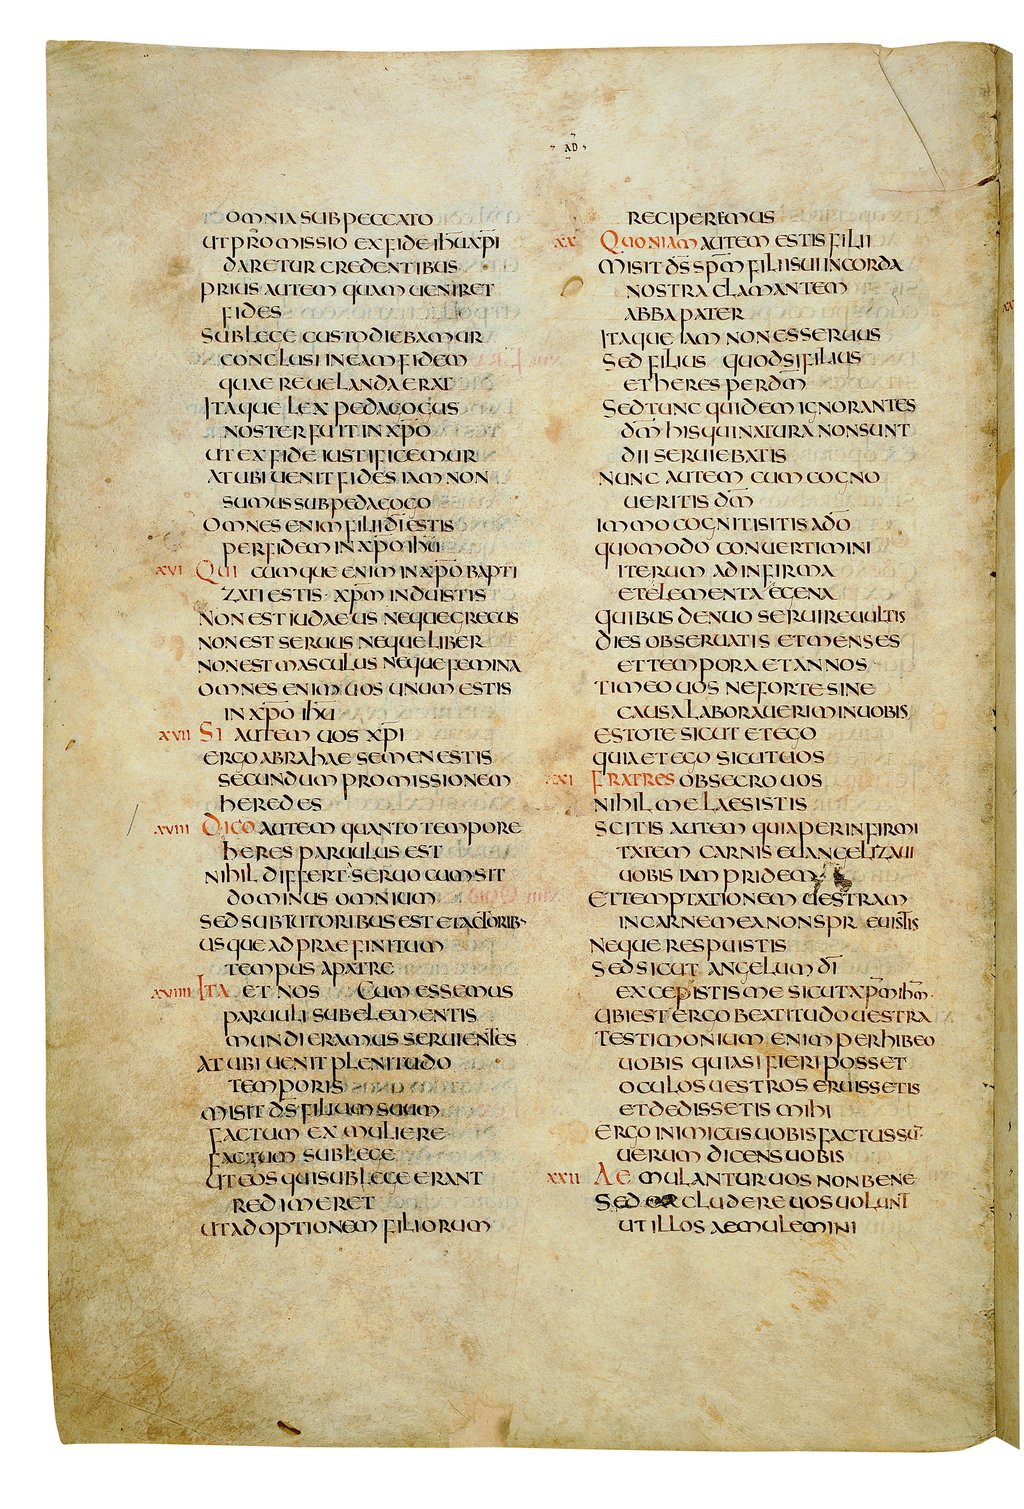 AD
OMNIA SUB PECCATO
UT PROMISSIO EX FIDE IHU XPI
DARETUR CREDENTIBUS
PRIUS AUTEM QUAM UENIRET
FIDES
SUB LEGE CUSTODIEBAMUR
CONCLUSI IN EAM FIDEM
QUAE REUELANDA ERAT
ITAQUE LEX PEDAGOGUS
NOSTER FUIT IN XPO
UT EX FIDE IUSTIFICEMUR
AT UBI UENIT FIDES IAM NON
SUMUS SUB PEDAGOGO
OMNES ENIM FILII DI ESTIS
PER FIDEM IN XPO IHU
XVI QUI CUMQUE ENIM IN XPO BAPTI
ZATI ESTIS XPM INDUISTIS
NON EST IUDAEUS NEQUE GRECUS
NON EST SERUUS NEQUE LIBER
NON EST MASCULUS NEQUE FEMINA
OMNES ENIM UOS UNUM ESTIS
IN XPO IHU
XVII SI AUTEM UOS XPI
ERGO ABRAHAE SEMEN ESTIS
SECUNDUM PROMISSIONEM
HEREDES
XVIII DICO AUTEM QUANTO TEMPORE
HERES PARUULUS EST
NIHIL DIFFERT SERUO CUM SIT
DOMINUS OMNIUM
SED SUB TUTORIBUS EST ET ACTORIB
USQUE AD PRAEFINITUM
TEMPUS A PATRE
XVIIII ITA ET NOS CUM ESSEMUS
PARUULI SUB ELEMENTIS
MUNDI ERAMUS SERUIENTES
AT UBI UENIT PLENITUDO
TEMPORIS
MISIT DS FILIUM SUUM
FACTUM EX MULIERE
FACTUM SUB LEGE
UT EOS QUI SUB LEGE ERANT
REDIMERET
UT ADOPTIONEM FILIORUM
RECIPEREMUS
XX QUONIAM AUTEM ESTIS FILII
MISIT DS SPM FILII SUI IN CORDA
NOSTRA CLAMANTEM
ABBA PATER
ITAQUE IAM NON ES SERUUS
SED FILIUS QUOD SI FILIUS
ET HERES PER DM
SED TUNC QUIDEM IGNORANTES
DM HIS QUI NATURA NON SUNT
DII SERUIEBATIS
NUNC AUTEM CUM COGNO
UERITIS DM
IMMO COGNITI SITIS A DO
QUOMODO CONUERTIMINI
ITERUM AD INFIRMA
ET ELEMENTA EGENA
QUIBUS DENUO SERUIRE UULTIS
DIES OBSERUATIS ET MENSES
ET TEMPORA ET ANNOS
TIMEO UOS NE FORTE SINE
CAUSA LABORAUERIM IN UOBIS
ESTOTE SICUT ET EGO
QUIA ET EGO SICUT UOS
XXI FRATRES OBSECRO UOS
NIHIL ME LAESISTIS
SCITIS AUTEM QUIA PER INFIRMI
TATEM CARNIS EUANGELIZAUI
UOBIS IAM PRIDEM
ET TEMPTATIONEM UESTRAM
IN CARNE MEA NON SPREUISTIS
NEQUE RESPUISTIS
SED SICUT ANGELUM DI
EXCEPISTIS ME SICUT XPM IHM
UBI EST ERGO BEATITUDO UESTRA
TESTIMONIUM ENIM PERHIBEO
UOBIS QUIA SI FIERI POSSET
OCULOS UESTROS ERUISSETIS
ET DEDISSETIS MIHI
ERGO INIMICUS UOBIS FACTUS SU
UERUM DICENS UOBIS
XXII AEMULANTUR UOS NON BENE
SED EXCLUDERE UOS UOLUNT
UT ILLOS AEMULEMINI